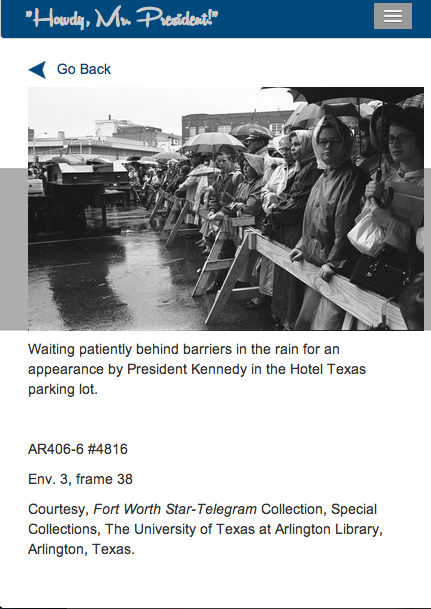 "Howdy, Mr. President!"
Go Back
Waiting patiently behind barriers in the rain for an
appearance by President Kennedy in the Hotel Texas
parking lot.
AR406-6 #4816
Env. 3, frame 38
Courtesy, Fort Worth Star-Telegram Collection, Special
Collections, The University of Texas at Arlington Library,
Arlington, Texas.